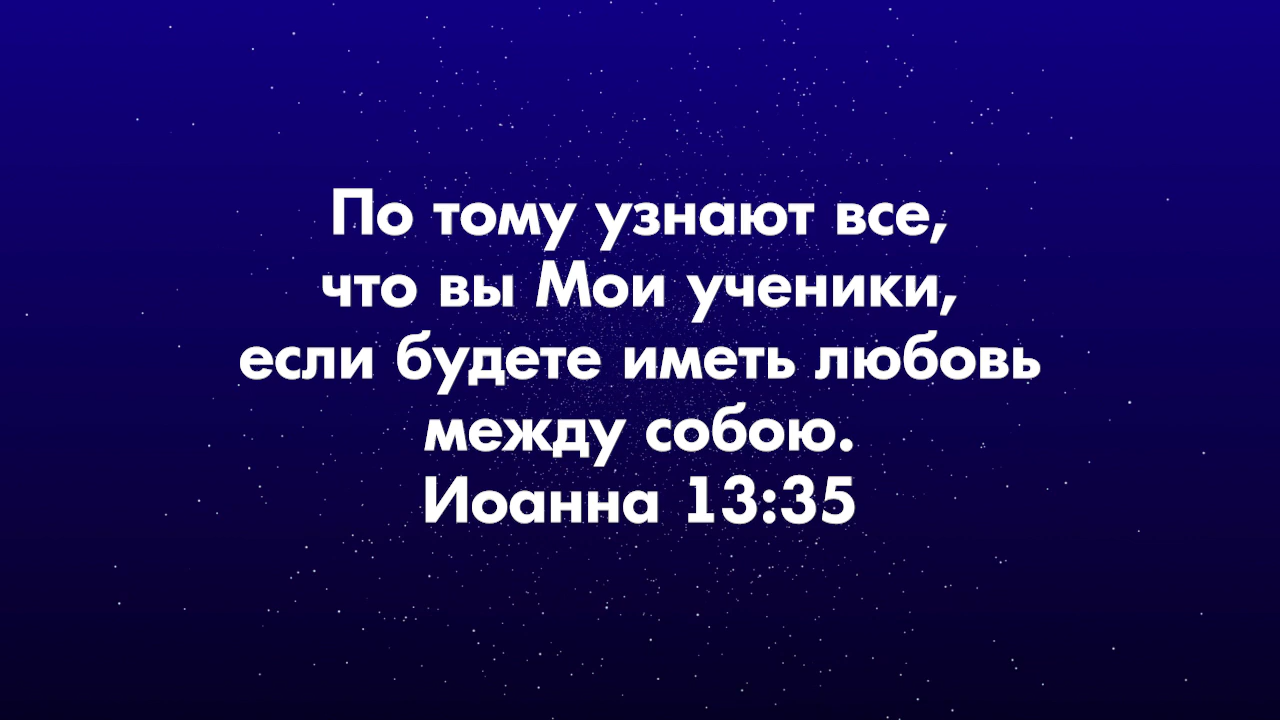 По тому узнают все,
что вы Мои ученики,
если будете иметь любовь
между собою.
Иоанна 13:35